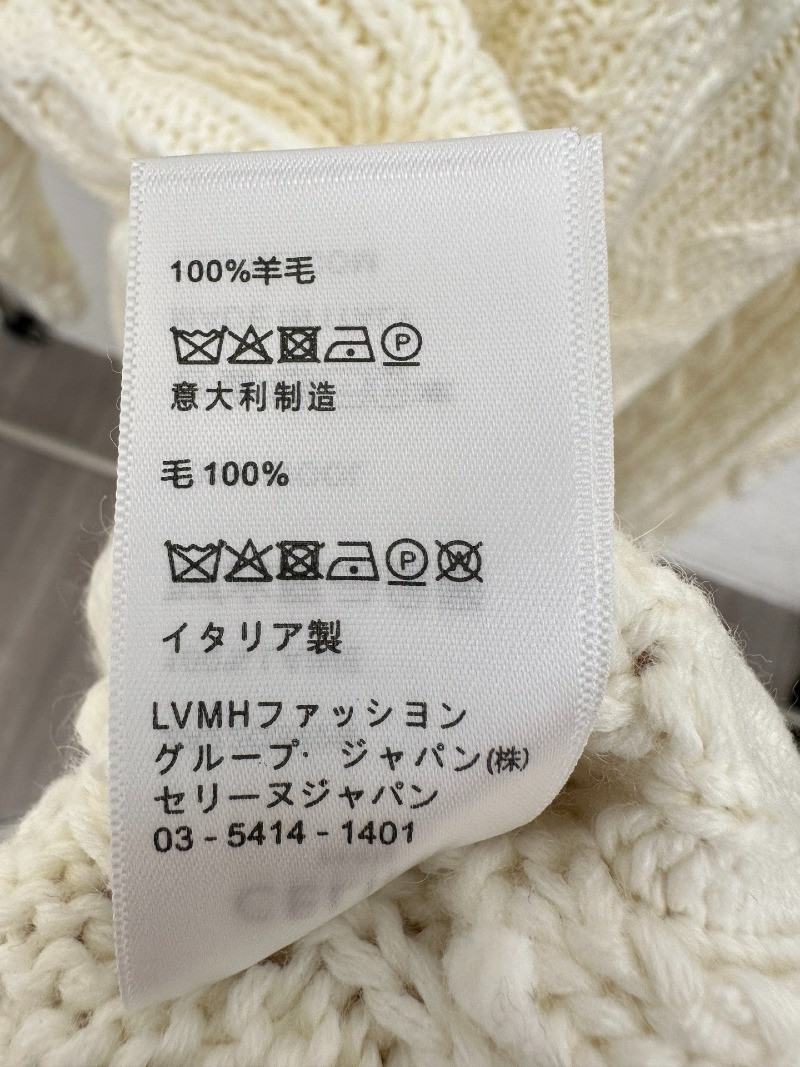 100%羊毛
P
意大利制造
毛 100%
P W
イタリア製
LVMHファッション
グループ· ジャパン(株)
セリーヌジャパン
03 - 5414 - 1401